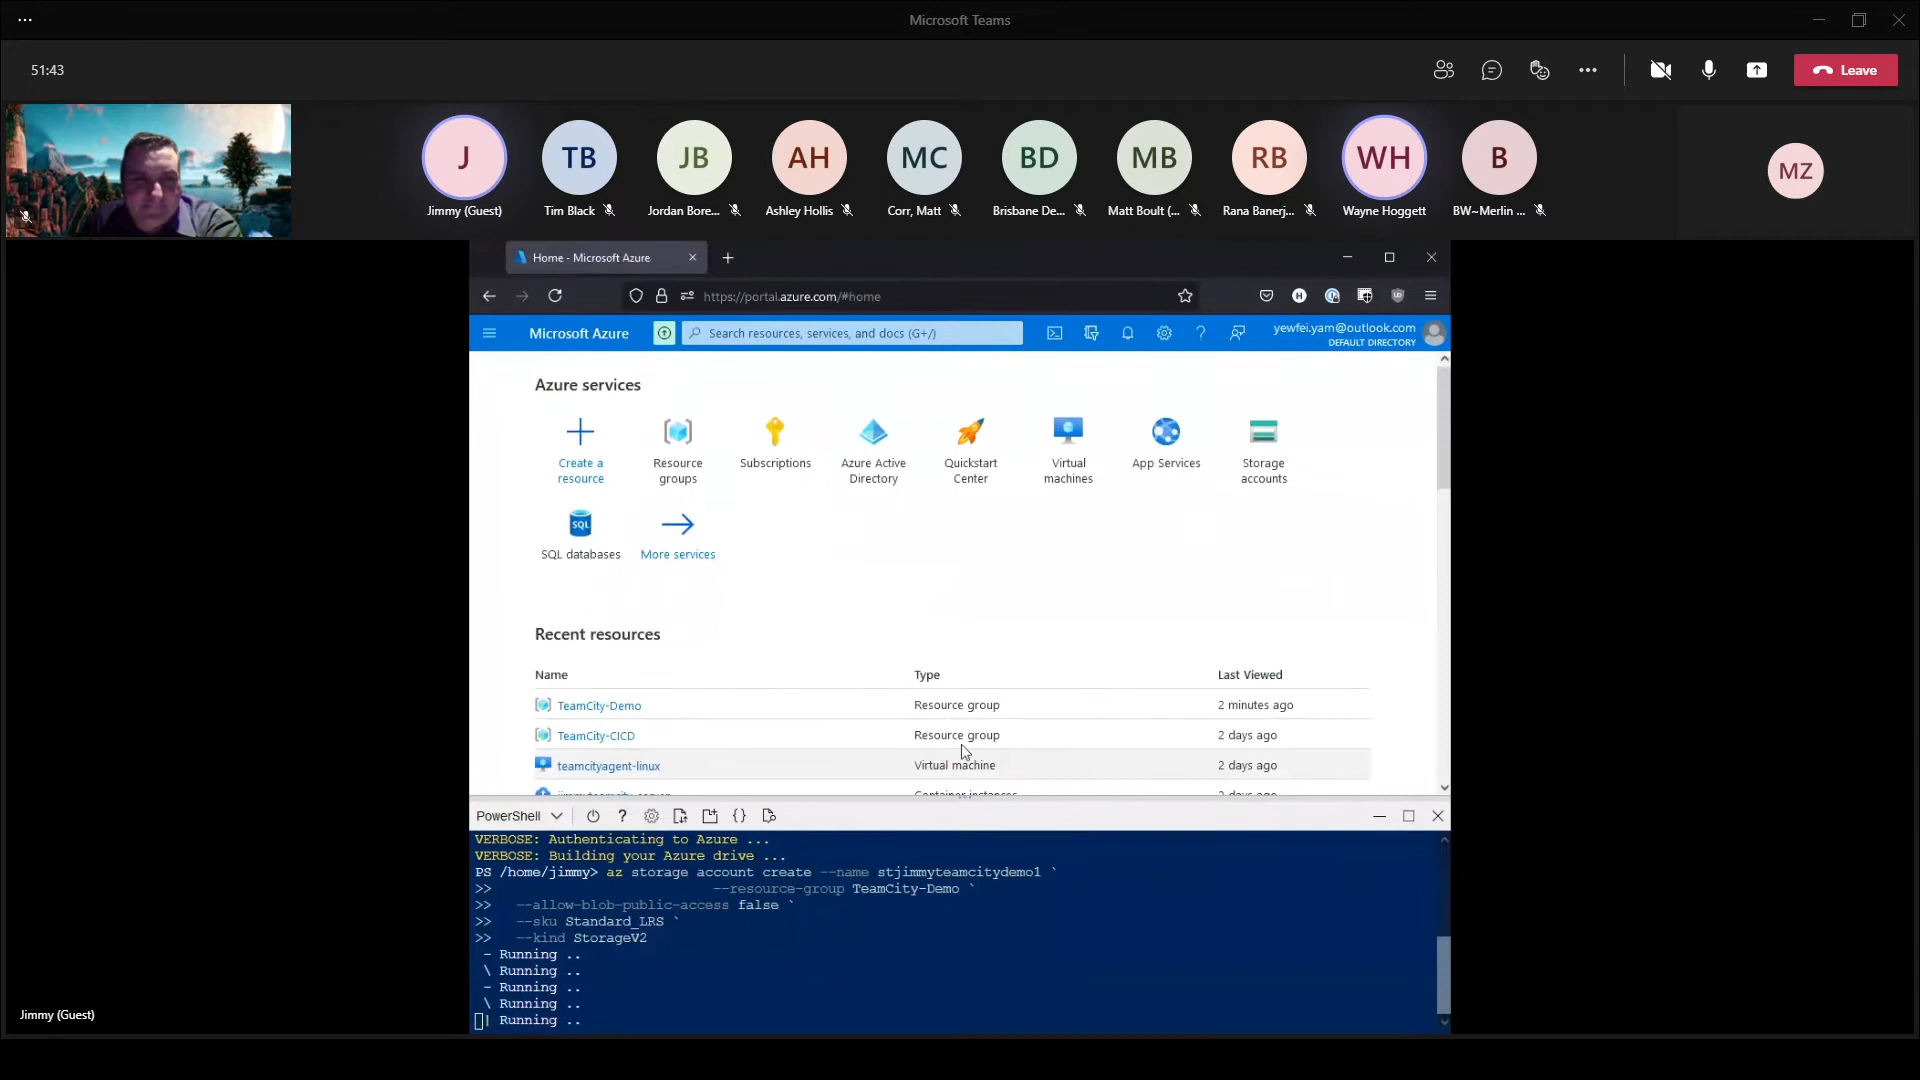 Microsoft Teams
51:43
Leave
J
TB
JB
AH
MC
BD
MB
RB
WH
B
MZ
Jimmy (Guest)
Tim Black
Jordan Bore...
Ashley Hollis
Corr, Matt
Brisbane De...
Matt Boult (...
Rana Banerj...
Wayne Hoggett
BW~Merlin ...
Home - Microsoft Azure
https://portal.azure.com/#home
Microsoft Azure
Search resources, services, and docs (G+/)
yewfei.yam@outlook.com
DEFAULT DIRECTORY
Azure services
Create a resource
Resource groups
Subscriptions
Azure Active Directory
Quickstart Center
Virtual machines
App Services
Storage accounts
SQL
SQL databases
More services
Recent resources
Name Type Last Viewed
TeamCity-Demo Resource group 2 minutes ago
TeamCity-CICD Resource group 2 days ago
teamcityagent-linux Virtual machine 2 days ago
PowerShell
VERBOSE: Authenticating to Azure ...
VERBOSE: Building your Azure drive ...
PS /home/jimmy> az storage account create --name stjimmyteamcitydemo1 `
>> --resource-group TeamCity-Demo `
>> --allow-blob-public-access false `
>> --sku Standard_LRS `
>> --kind StorageV2
- Running ..
\ Running ..
- Running ..
\ Running ..
| Running ..
Jimmy (Guest)